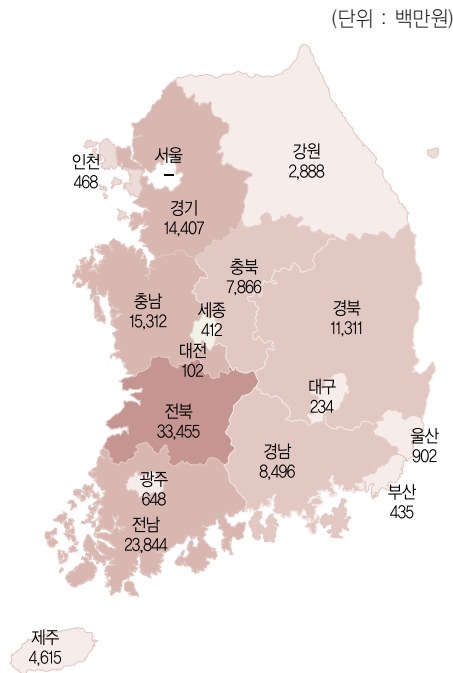 (단위 : 백만원)
강원
2,888
서울
–
인천
468
경기
14,407
충북
7,866
충남
15,312
세종
412
경북
11,311
대전
102
대구
234
전북
33,455
울산
902
경남
8,496
광주
648
부산
435
전남
23,844
제주
4,615